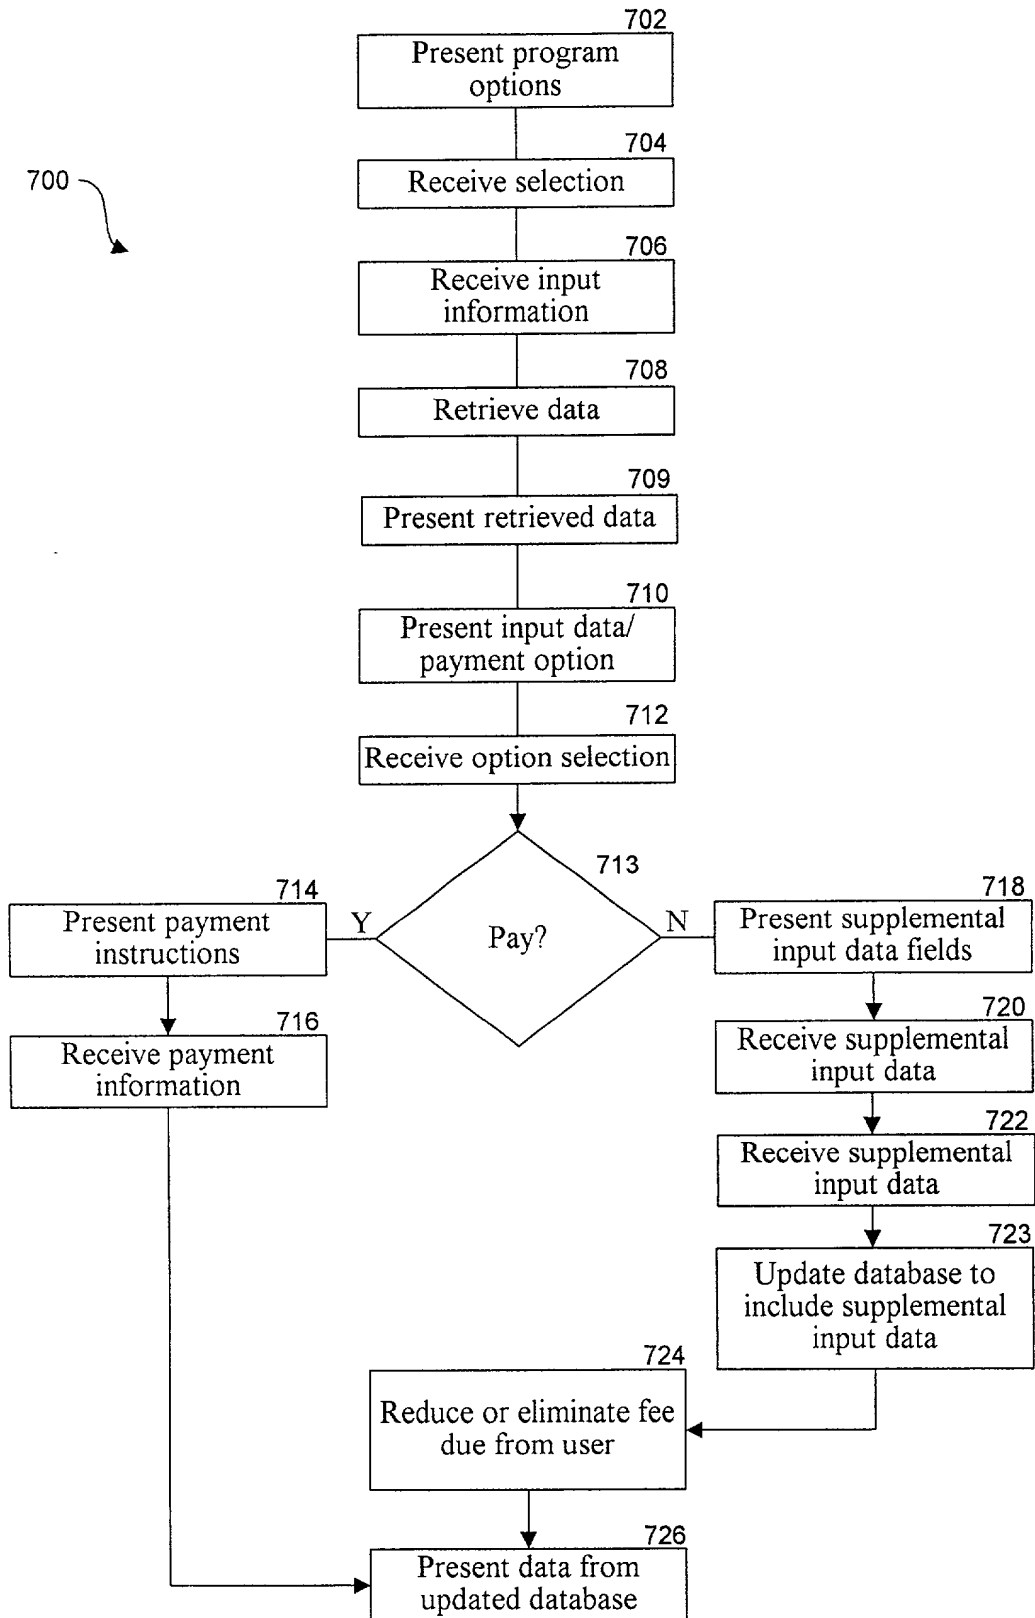 702
Present program
options
704
Receive selection
700
706
Receive input
information
708
Retrieve data
709
Present retrieved data
710
Present input data/
payment option
712
Receive option selection
713
Pay?
Y
N
714
Present payment
instructions
716
Receive payment
information
718
Present supplemental
input data fields
720
Receive supplemental
input data
722
Receive supplemental
input data
723
Update database to
include supplemental
input data
724
Reduce or eliminate fee
due from user
726
Present data from
updated database